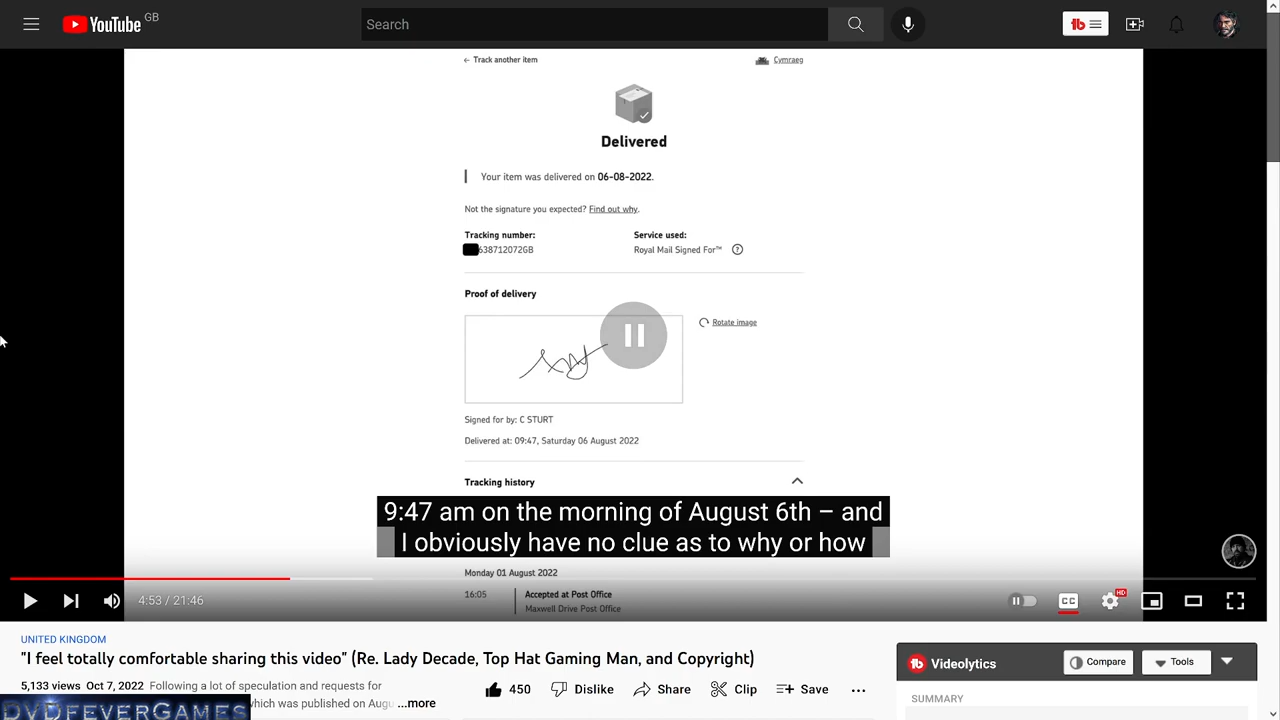 YouTube GB
Search
← Track another item
Cymraeg
Delivered
Your item was delivered on 06-08-2022.
Not the signature you expected? Find out why.
Tracking number:
638712072GB
Service used:
Royal Mail Signed For™
Proof of delivery
Rotate image
Signed for by: C STURT
Delivered at: 09:47, Saturday 06 August 2022
Tracking history
9:47 am on the morning of August 6th – and
I obviously have no clue as to why or how
Monday 01 August 2022
16:05 Accepted at Post Office
Maxwell Drive Post Office
4:53 / 21:46
CC
HD
UNITED KINGDOM
"I feel totally comfortable sharing this video" (Re. Lady Decade, Top Hat Gaming Man, and Copyright)
5,133 views Oct 7, 2022 Following a lot of speculation and requests for
which was published on Augu ...more
450 Dislike Share Clip Save ...
DVDFEVERGAMES
Videolytics
Compare
Tools
SUMMARY